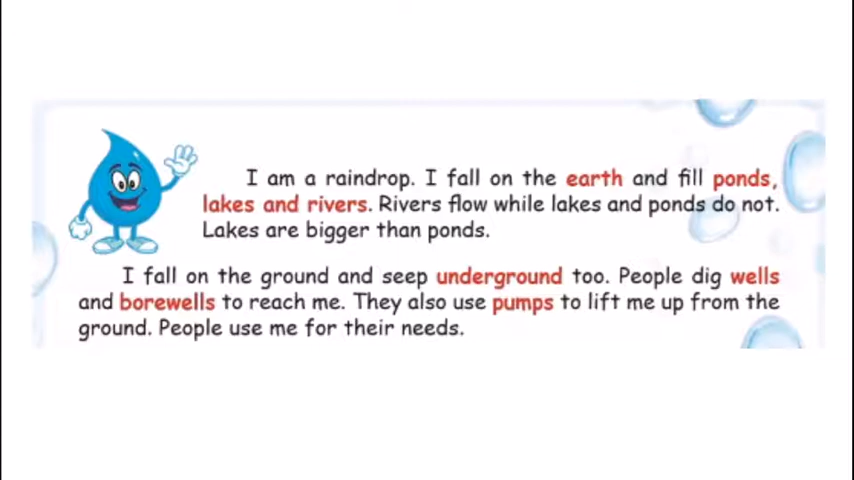 I am a raindrop. I fall on the earth and fill ponds,
lakes and rivers. Rivers flow while lakes and ponds do not.
Lakes are bigger than ponds.
I fall on the ground and seep underground too. People dig wells
and borewells to reach me. They also use pumps to lift me up from the
ground. People use me for their needs.